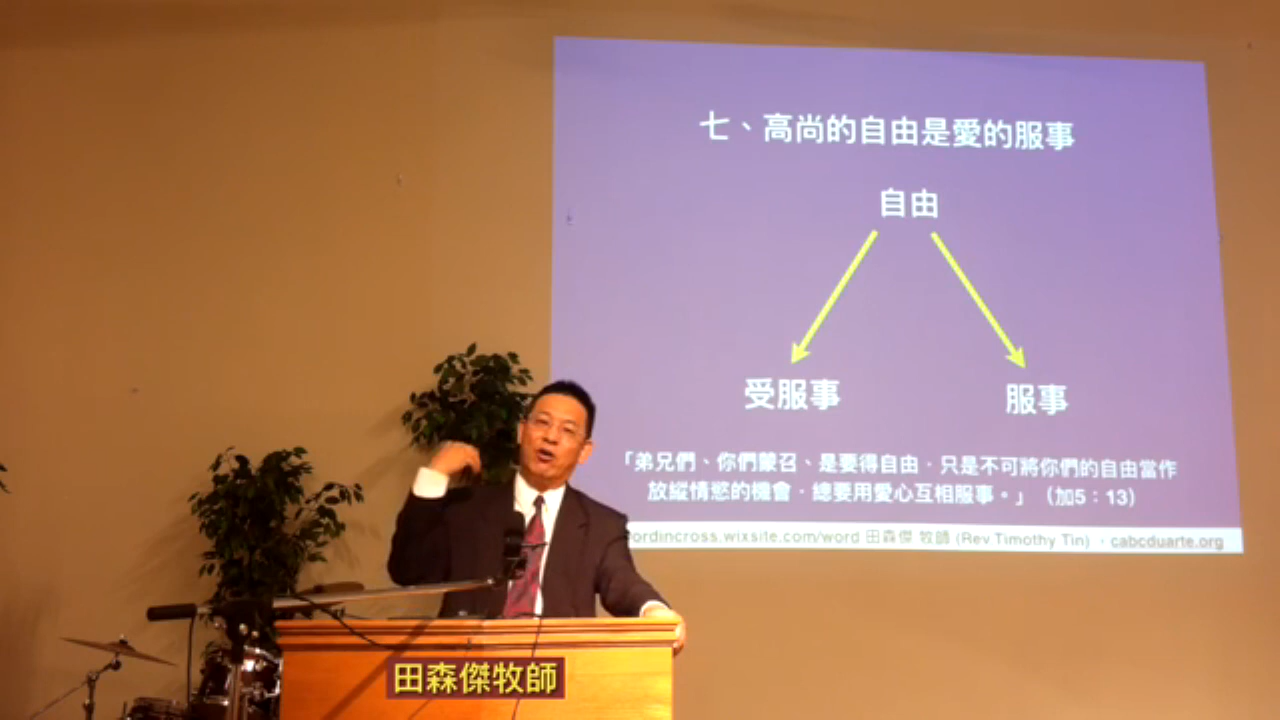 七、高尚的自由是愛的服事
自由
受服事
服事
「弟兄們、你們蒙召、是要得自由．只是不可將你們的自由當作
放縱情慾的機會．總要用愛心互相服事。」（加5：13）
ordincross.wixsite.com/word 田森傑 牧師 (Rev Timothy Tin) ，cabcduarte.org
田森傑牧師